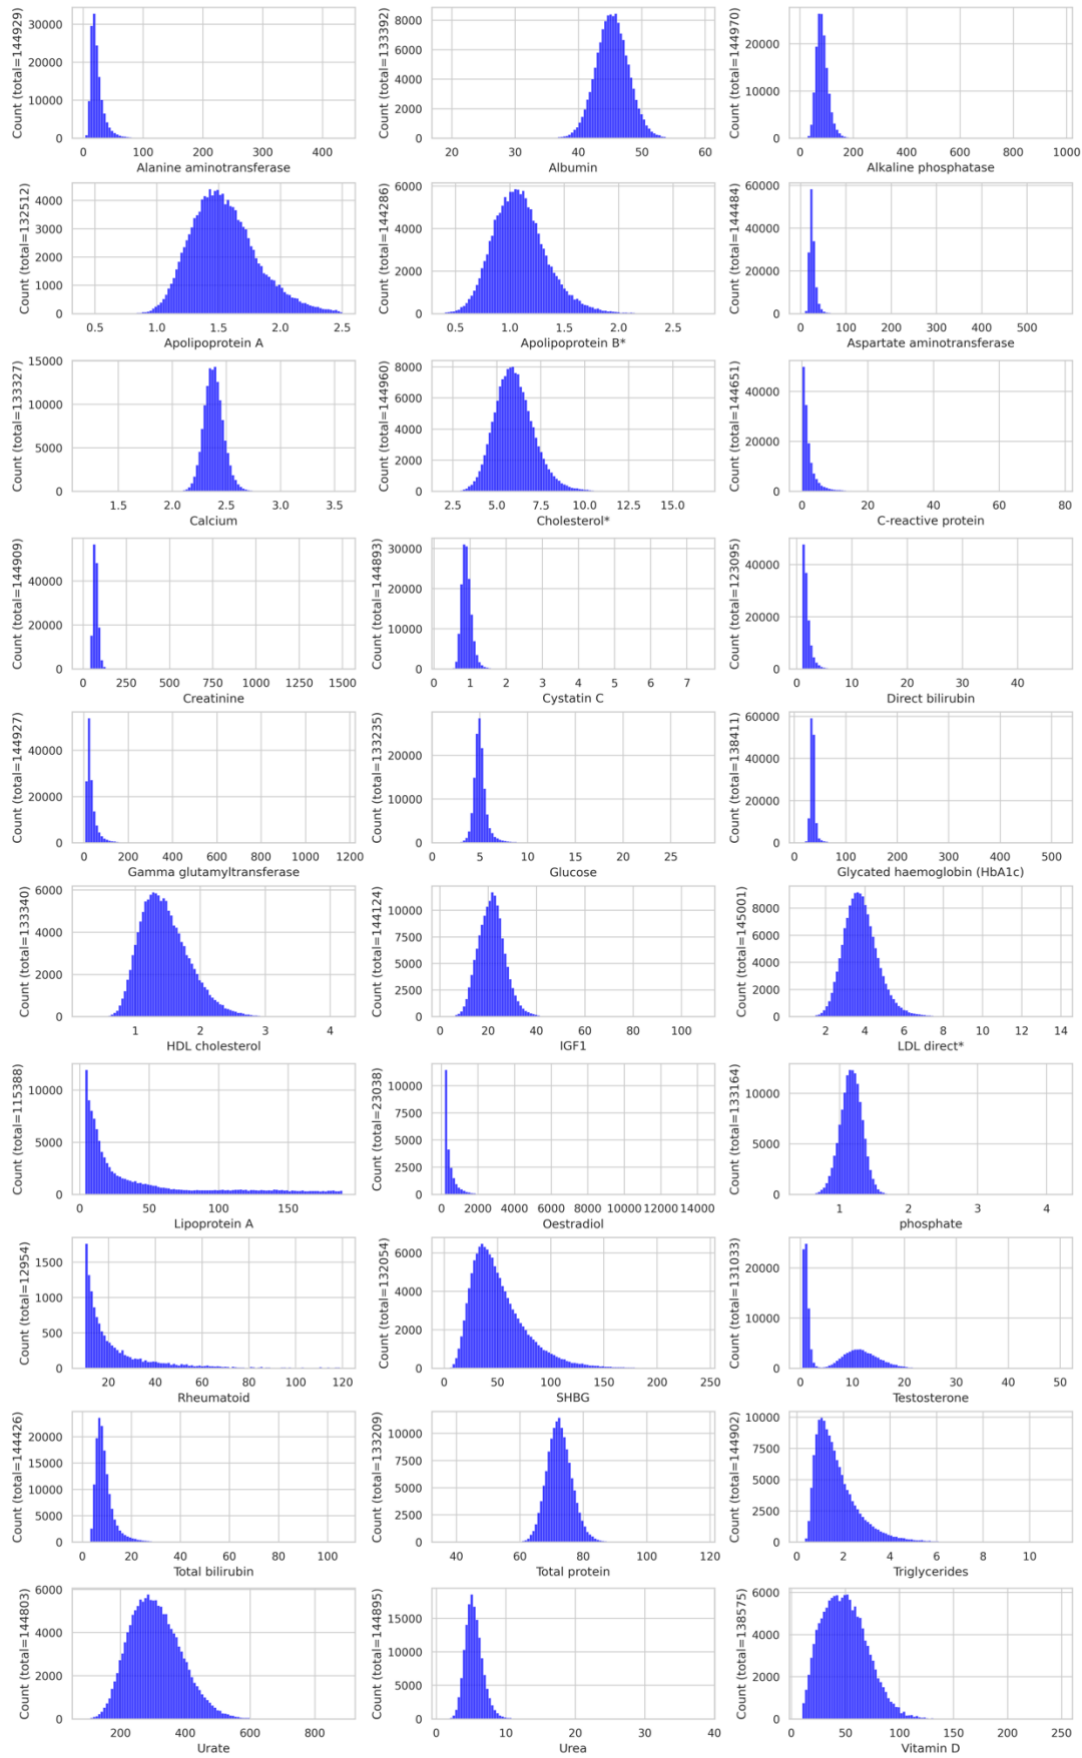 Count (total=144929)
30000
20000
10000
0
0 100 200 300 400
Alanine aminotransferase
Count (total=133392)
8000
6000
4000
2000
0
20 30 40 50 60
Albumin
Count (total=144970)
20000
10000
0
0 200 400 600 800 1000
Alkaline phosphatase
Count (total=132512)
4000
3000
2000
1000
0
0.5 1.0 1.5 2.0 2.5
Apolipoprotein A
Count (total=144286)
6000
4000
2000
0
0.5 1.0 1.5 2.0 2.5
Apolipoprotein B*
Count (total=144484)
60000
40000
20000
0
0 100 200 300 400 500
Aspartate aminotransferase
Count (total=133327)
15000
10000
5000
0
1.5 2.0 2.5 3.0 3.5
Calcium
Count (total=144960)
8000
6000
4000
2000
0
2.5 5.0 7.5 10.0 12.5 15.0
Cholesterol*
Count (total=144651)
40000
20000
0
0 20 40 60 80
C-reactive protein
Count (total=144909)
40000
20000
0
0 250 500 750 1000 1250 1500
Creatinine
Count (total=144893)
30000
20000
10000
0
0 1 2 3 4 5 6 7
Cystatin C
Count (total=123095)
40000
20000
0
0 10 20 30 40
Direct bilirubin
Count (total=144927)
40000
20000
0
0 200 400 600 800 1000 1200
Gamma glutamyltransferase
Count (total=133235)
20000
10000
0
0 5 10 15 20 25
Glucose
Count (total=138411)
60000
40000
20000
0
0 100 200 300 400 500
Glycated haemoglobin (HbA1c)
Count (total=133340)
6000
4000
2000
0
1 2 3 4
HDL cholesterol
Count (total=144124)
10000
7500
5000
2500
0
0 20 40 60 80 100
IGF1
Count (total=145001)
8000
6000
4000
2000
0
2 4 6 8 10 12 14
LDL direct*
Count (total=115388)
10000
5000
0
0 50 100 150
Lipoprotein A
Count (total=23038)
10000
7500
5000
2500
0
0 2000 4000 6000 8000 10000 12000 14000
Oestradiol
Count (total=133164)
10000
5000
0
1 2 3 4
phosphate
Count (total=12954)
1500
1000
500
0
20 40 60 80 100 120
Rheumatoid
Count (total=132054)
6000
4000
2000
0
0 50 100 150 200 250
SHBG
Count (total=131033)
20000
10000
0
0 10 20 30 40 50
Testosterone
Count (total=144426)
20000
15000
10000
5000
0
0 20 40 60 80 100
Total bilirubin
Count (total=133209)
10000
7500
5000
2500
0
40 60 80 100 120
Total protein
Count (total=144902)
10000
7500
5000
2500
0
0 2 4 6 8 10
Triglycerides
Count (total=144803)
6000
4000
2000
0
200 400 600 800
Urate
Count (total=144895)
15000
10000
5000
0
0 10 20 30 40
Urea
Count (total=138575)
6000
4000
2000
0
0 50 100 150 200 250
Vitamin D